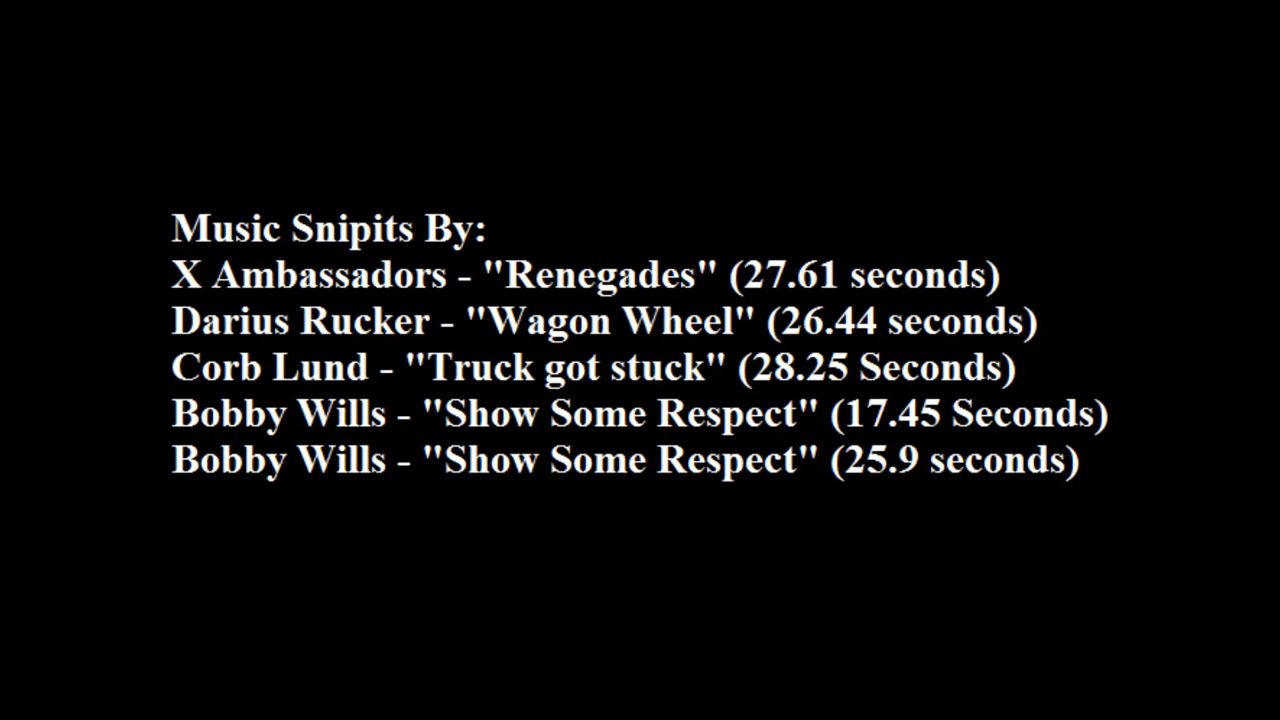 Music Snipits By:
X Ambassadors - "Renegades" (27.61 seconds)
Darius Rucker - "Wagon Wheel" (26.44 seconds)
Corb Lund - "Truck got stuck" (28.25 Seconds)
Bobby Wills - "Show Some Respect" (17.45 Seconds)
Bobby Wills - "Show Some Respect" (25.9 seconds)